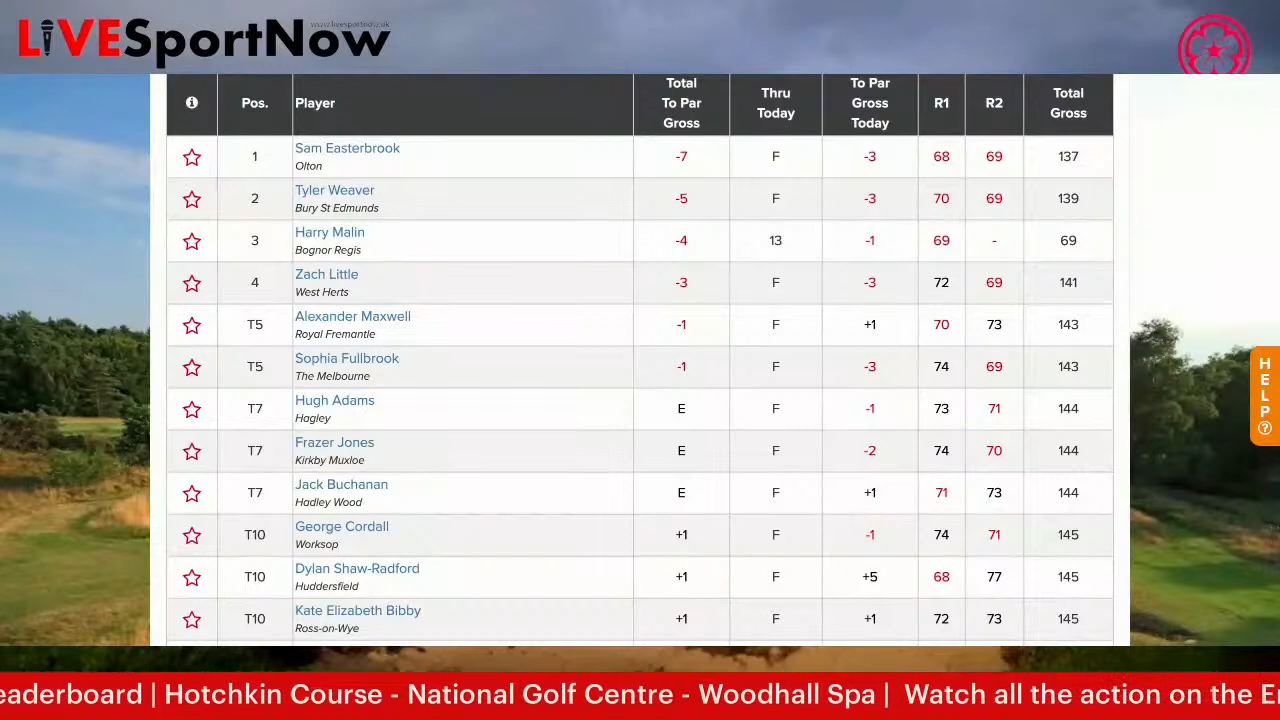 LIVESportNow
www.livesportnow.uk
Pos. Player Total To Par Gross Thru Today To Par Gross Today R1 R2 Total Gross
1 Sam Easterbrook Olton -7 F -3 68 69 137
2 Tyler Weaver Bury St Edmunds -5 F -3 70 69 139
3 Harry Malin Bognor Regis -4 13 -1 69 - 69
4 Zach Little West Herts -3 F -3 72 69 141
T5 Alexander Maxwell Royal Fremantle -1 F +1 70 73 143
T5 Sophia Fullbrook The Melbourne -1 F -3 74 69 143
T7 Hugh Adams Hagley E F -1 73 71 144
T7 Frazer Jones Kirkby Muxloe E F -2 74 70 144
T7 Jack Buchanan Hadley Wood E F +1 71 73 144
T10 George Cordall Worksop +1 F -1 74 71 145
T10 Dylan Shaw-Radford Huddersfield +1 F +5 68 77 145
T10 Kate Elizabeth Bibby Ross-on-Wye +1 F +1 72 73 145
HELP?
eaderboard | Hotchkin Course - National Golf Centre - Woodhall Spa | Watch all the action on the E